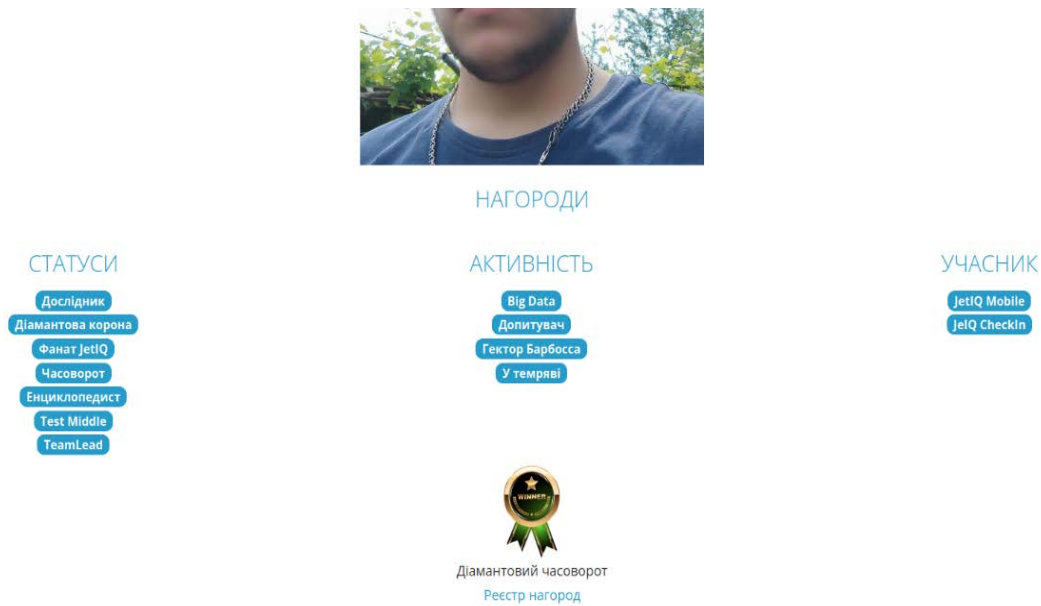 НАГОРОДИ
СТАТУСИ
Дослідник
Діамантова корона
Фанат JetIQ
Часоворот
Енциклопедист
Test Middle
TeamLead
АКТИВНІСТЬ
Big Data
Допитувач
Гектор Барбосса
У темряві
УЧАСНИК
JetIQ Mobile
JeIQ CheckIn
WINNER
Діамантовий часоворот
Реєстр нагород